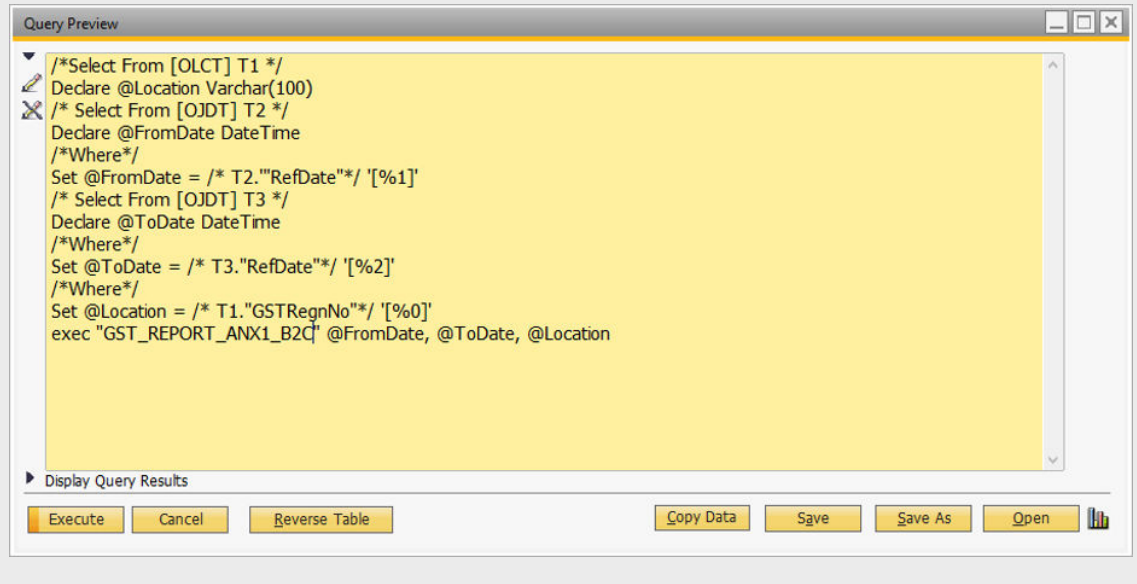 Query Preview
/*Select From [OLCT] T1 */
Declare @Location Varchar(100)
/* Select From [OJDT] T2 */
Declare @FromDate DateTime
/*Where*/
Set @FromDate = /* T2."'RefDate"*/ '[%1]'
/* Select From [OJDT] T3 */
Declare @ToDate DateTime
/*Where*/
Set @ToDate = /* T3."RefDate"*/ '[%2]'
/*Where*/
Set @Location = /* T1."GSTRegnNo"*/ '[%0]'
exec "GST_REPORT_ANX1_B2C" @FromDate, @ToDate, @Location
Display Query Results
Execute Cancel Reverse Table Copy Data Save Save As Open